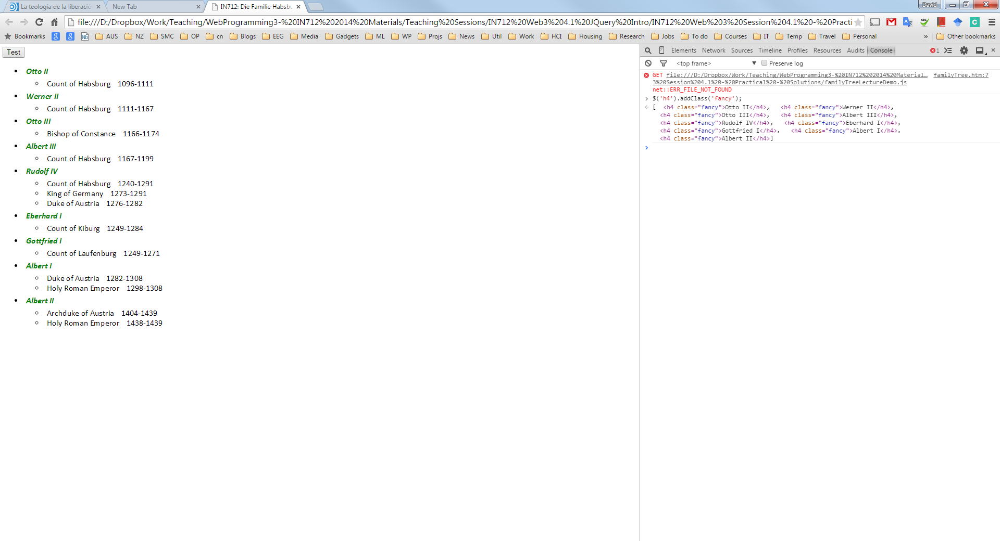 La teología de la liberació
New Tab
IN712: Die Familie Habsbu
David
file:///D:/Dropbox/Work/Teaching/WebProgramming3-%20IN712%202014%20Materials/Teaching%20Sessions/IN712%20Web3%204.1%20JQuery%20Intro/IN712%20Web%203%20Session%204.1%20-%20Practi
Bookmarks AUS NZ SMC OP cn Blogs EEG Media Gadgets ML WP Projs News Util Work HCI Housing Research Jobs To do Courses IT Temp Travel Personal » Other bookmarks
Test
Otto II
Count of Habsburg 1096-1111
Werner II
Count of Habsburg 1111-1167
Otto III
Bishop of Constance 1166-1174
Albert III
Count of Habsburg 1167-1199
Rudolf IV
Count of Habsburg 1240-1291
King of Germany 1273-1291
Duke of Austria 1276-1282
Eberhard I
Count of Kiburg 1249-1284
Gottfried I
Count of Laufenburg 1249-1271
Albert I
Duke of Austria 1282-1308
Holy Roman Emperor 1298-1308
Albert II
Archduke of Austria 1404-1439
Holy Roman Emperor 1438-1439
Elements Network Sources Timeline Profiles Resources Audits Console 1
<top frame> Preserve log
GET file:///D:/Dropbox/Work/Teaching/WebProgramming3-%20IN712%202014%20Material… familyTree.htm:7
3%20Session%204.1%20-%20Practical%20-%20Solutions/familyTreeLectureDemo.js
net::ERR_FILE_NOT_FOUND
$('h4').addClass('fancy');
[ <h4 class="fancy">Otto II</h4>, <h4 class="fancy">Werner II</h4>,
<h4 class="fancy">Otto III</h4>, <h4 class="fancy">Albert III</h4>,
<h4 class="fancy">Rudolf IV</h4>, <h4 class="fancy">Eberhard I</h4>,
<h4 class="fancy">Gottfried I</h4>, <h4 class="fancy">Albert I</h4>,
<h4 class="fancy">Albert II</h4>]